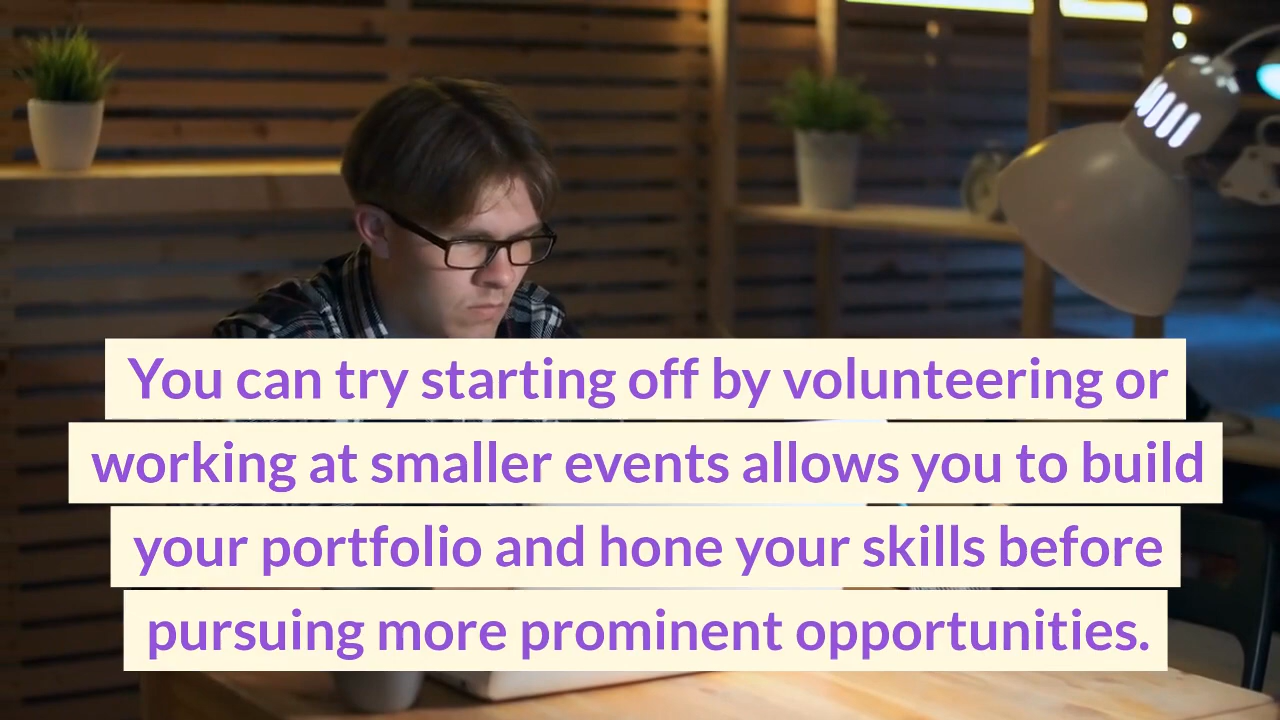 You can try starting off by volunteering or
working at smaller events allows you to build
your portfolio and hone your skills before
pursuing more prominent opportunities.